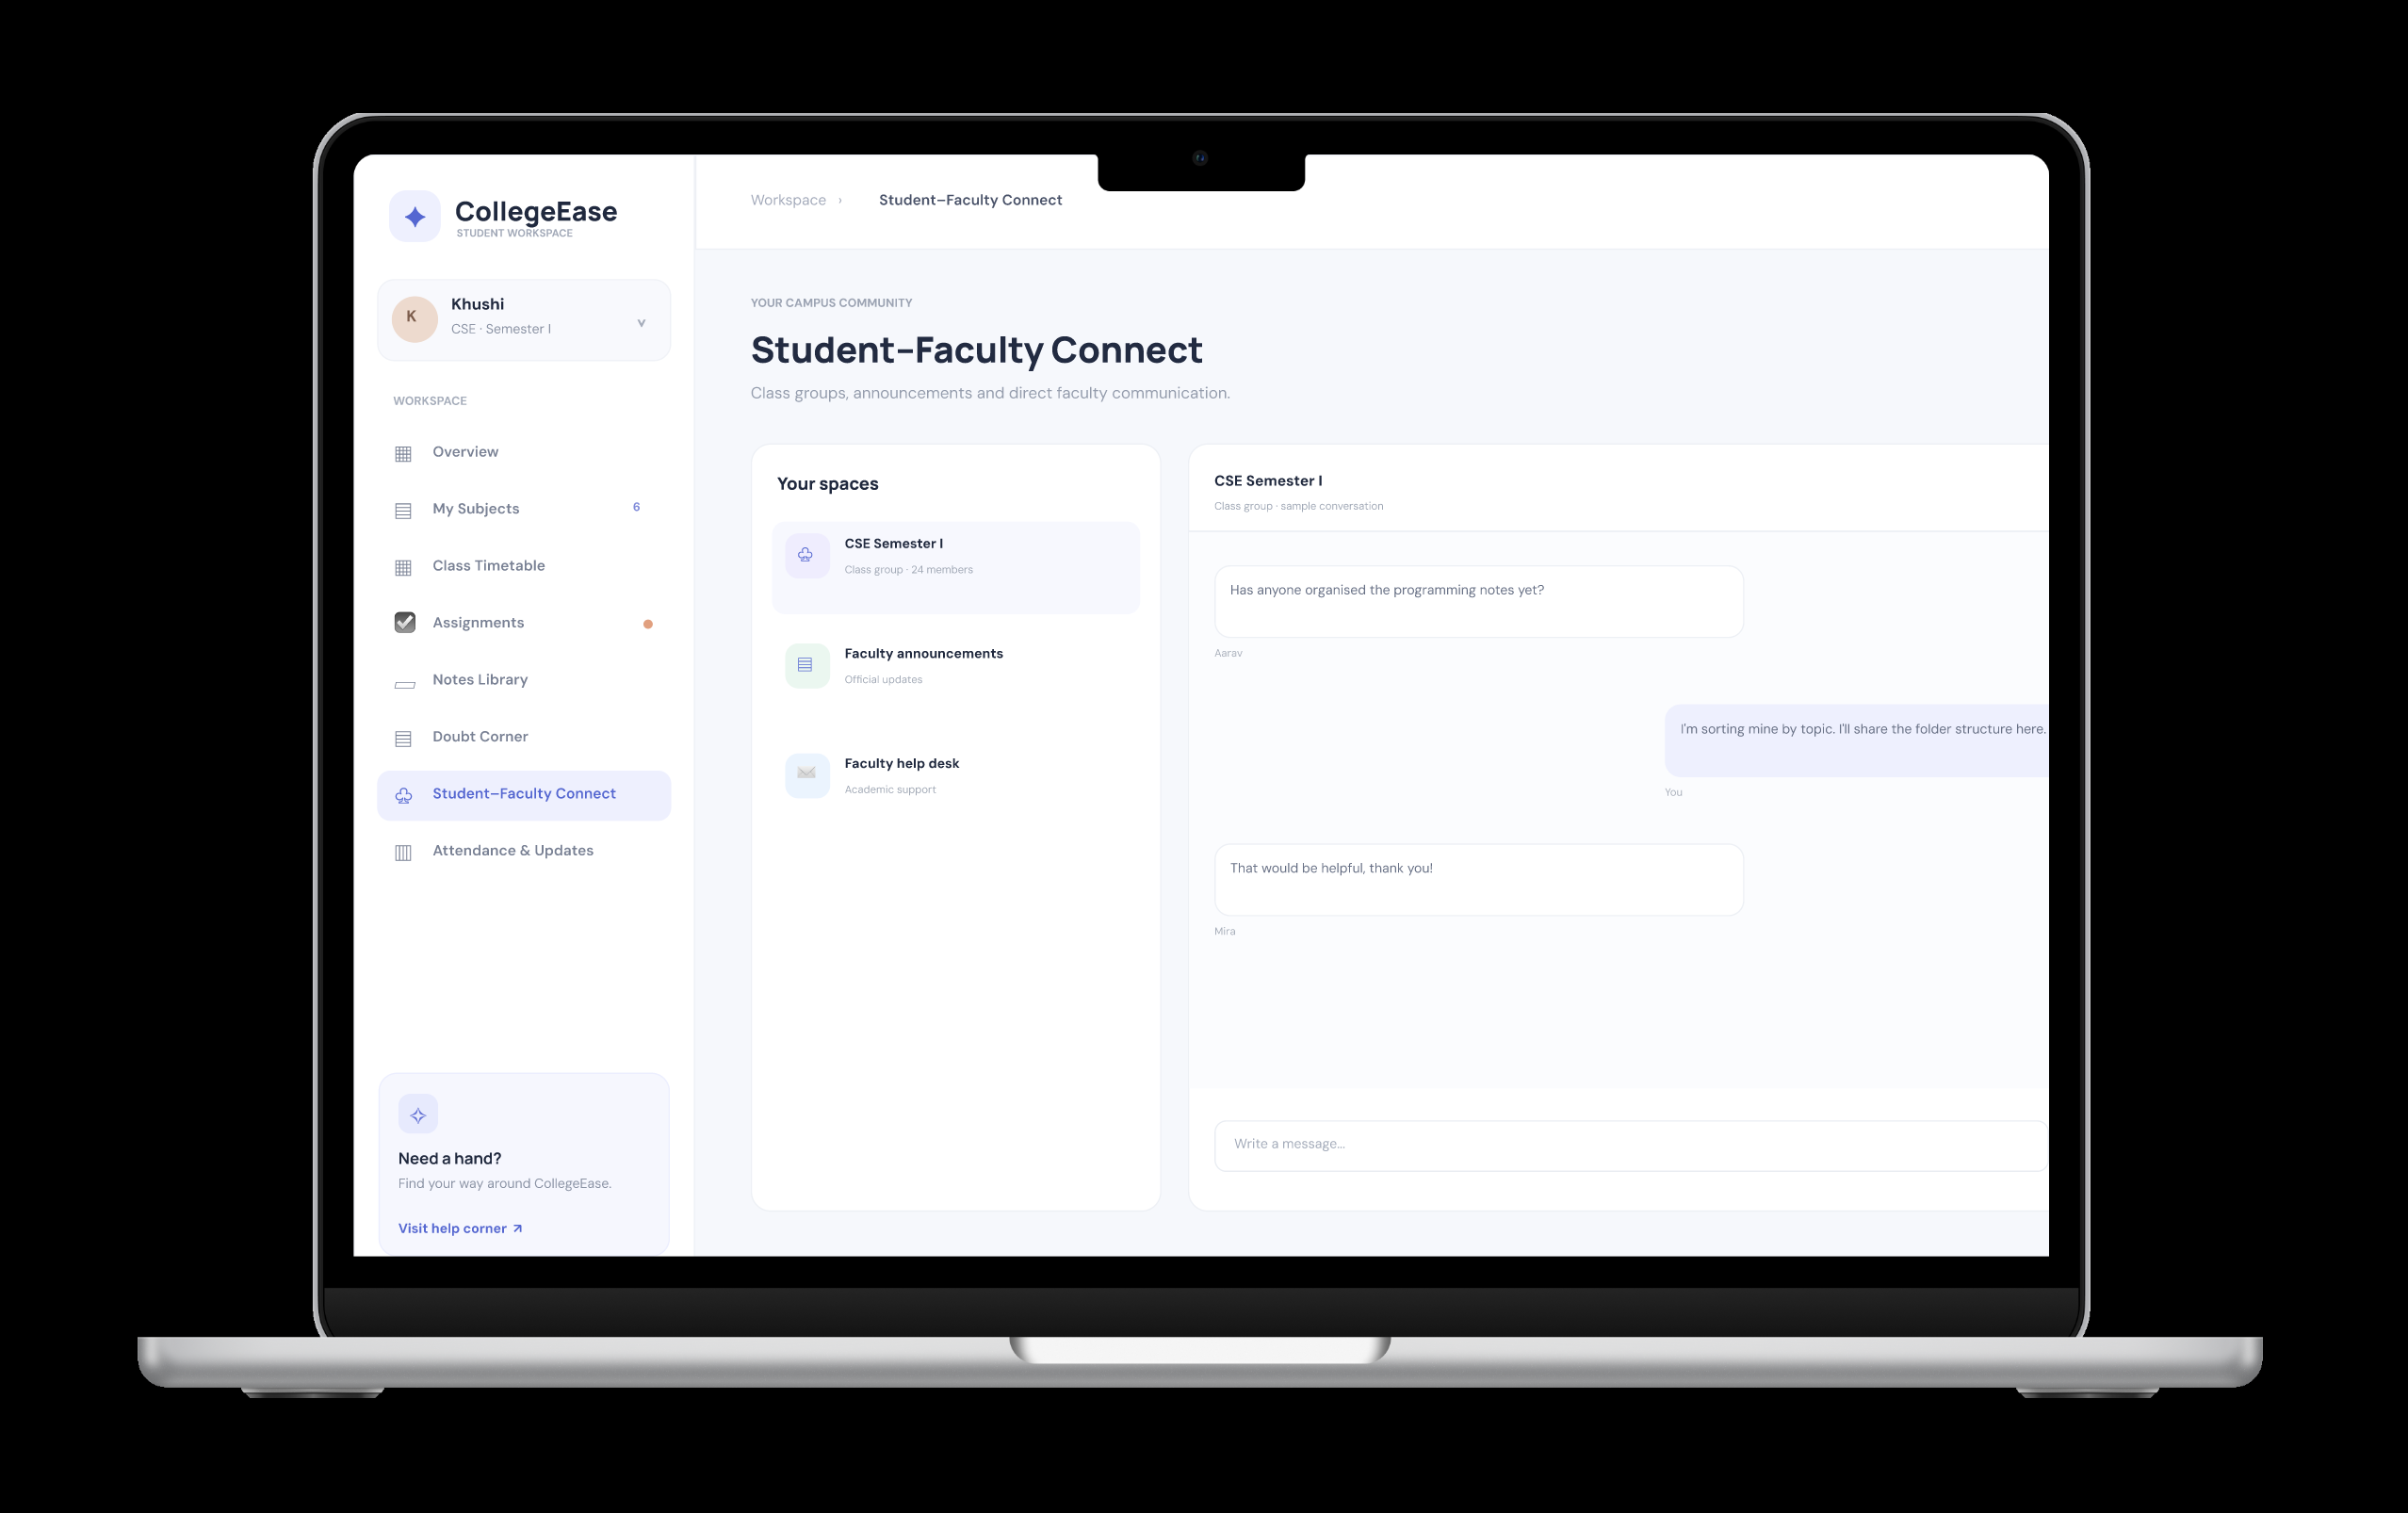 CollegeEase
STUDENT WORKSPACE
K
Khushi
CSE · Semester I
WORKSPACE
Overview
My Subjects 6
Class Timetable
Assignments
Notes Library
Doubt Corner
Student–Faculty Connect
Attendance & Updates
Need a hand?
Find your way around CollegeEase.
Visit help corner ↗
Workspace › Student–Faculty Connect
YOUR CAMPUS COMMUNITY
Student–Faculty Connect
Class groups, announcements and direct faculty communication.
Your spaces
CSE Semester I
Class group · 24 members
Faculty announcements
Official updates
Faculty help desk
Academic support
CSE Semester I
Class group · sample conversation
Has anyone organised the programming notes yet?
Aarav
I'm sorting mine by topic. I'll share the folder structure here.
You
That would be helpful, thank you!
Mira
Write a message...